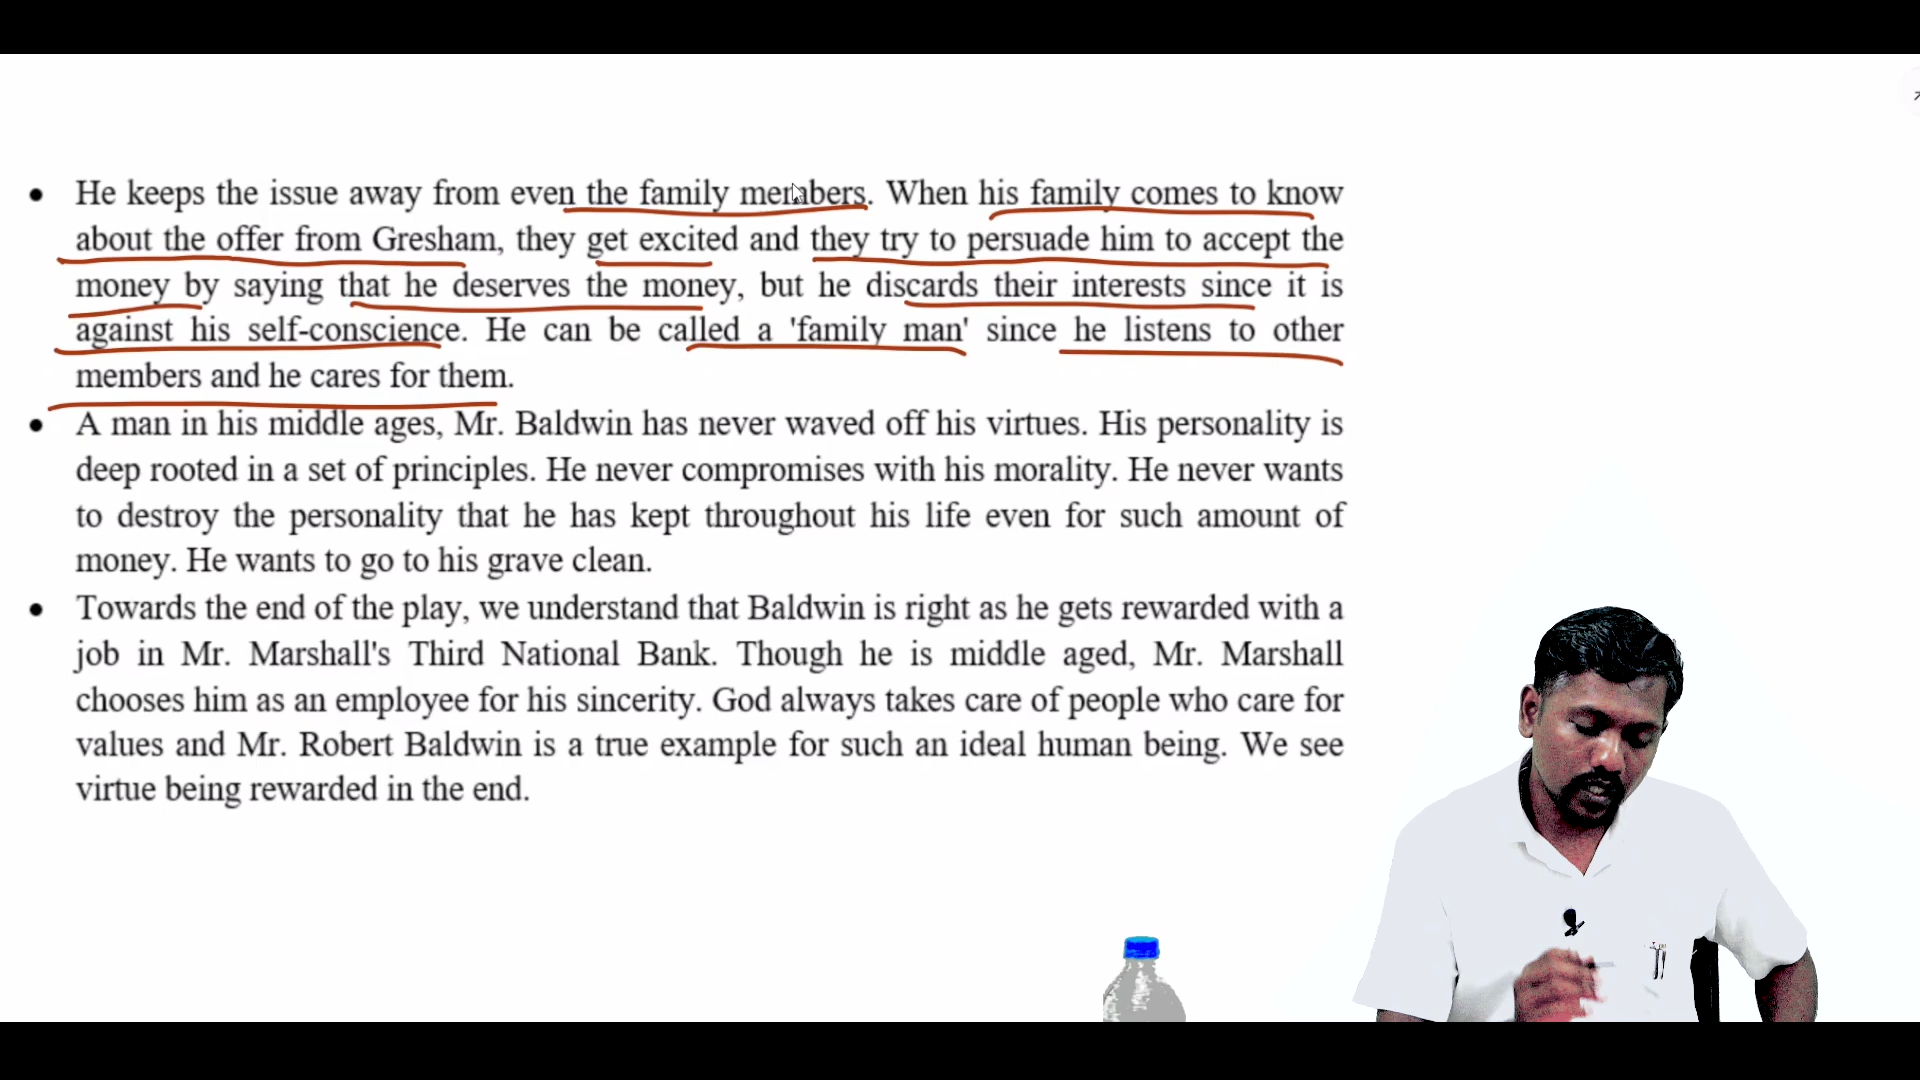 • He keeps the issue away from even the family members. When his family comes to know
about the offer from Gresham, they get excited and they try to persuade him to accept the
money by saying that he deserves the money, but he discards their interests since it is
against his self-conscience. He can be called a 'family man' since he listens to other
members and he cares for them.
• A man in his middle ages, Mr. Baldwin has never waved off his virtues. His personality is
deep rooted in a set of principles. He never compromises with his morality. He never wants
to destroy the personality that he has kept throughout his life even for such amount of
money. He wants to go to his grave clean.
• Towards the end of the play, we understand that Baldwin is right as he gets rewarded with a
job in Mr. Marshall's Third National Bank. Though he is middle aged, Mr. Marshall
chooses him as an employee for his sincerity. God always takes care of people who care for
values and Mr. Robert Baldwin is a true example for such an ideal human being. We see
virtue being rewarded in the end.